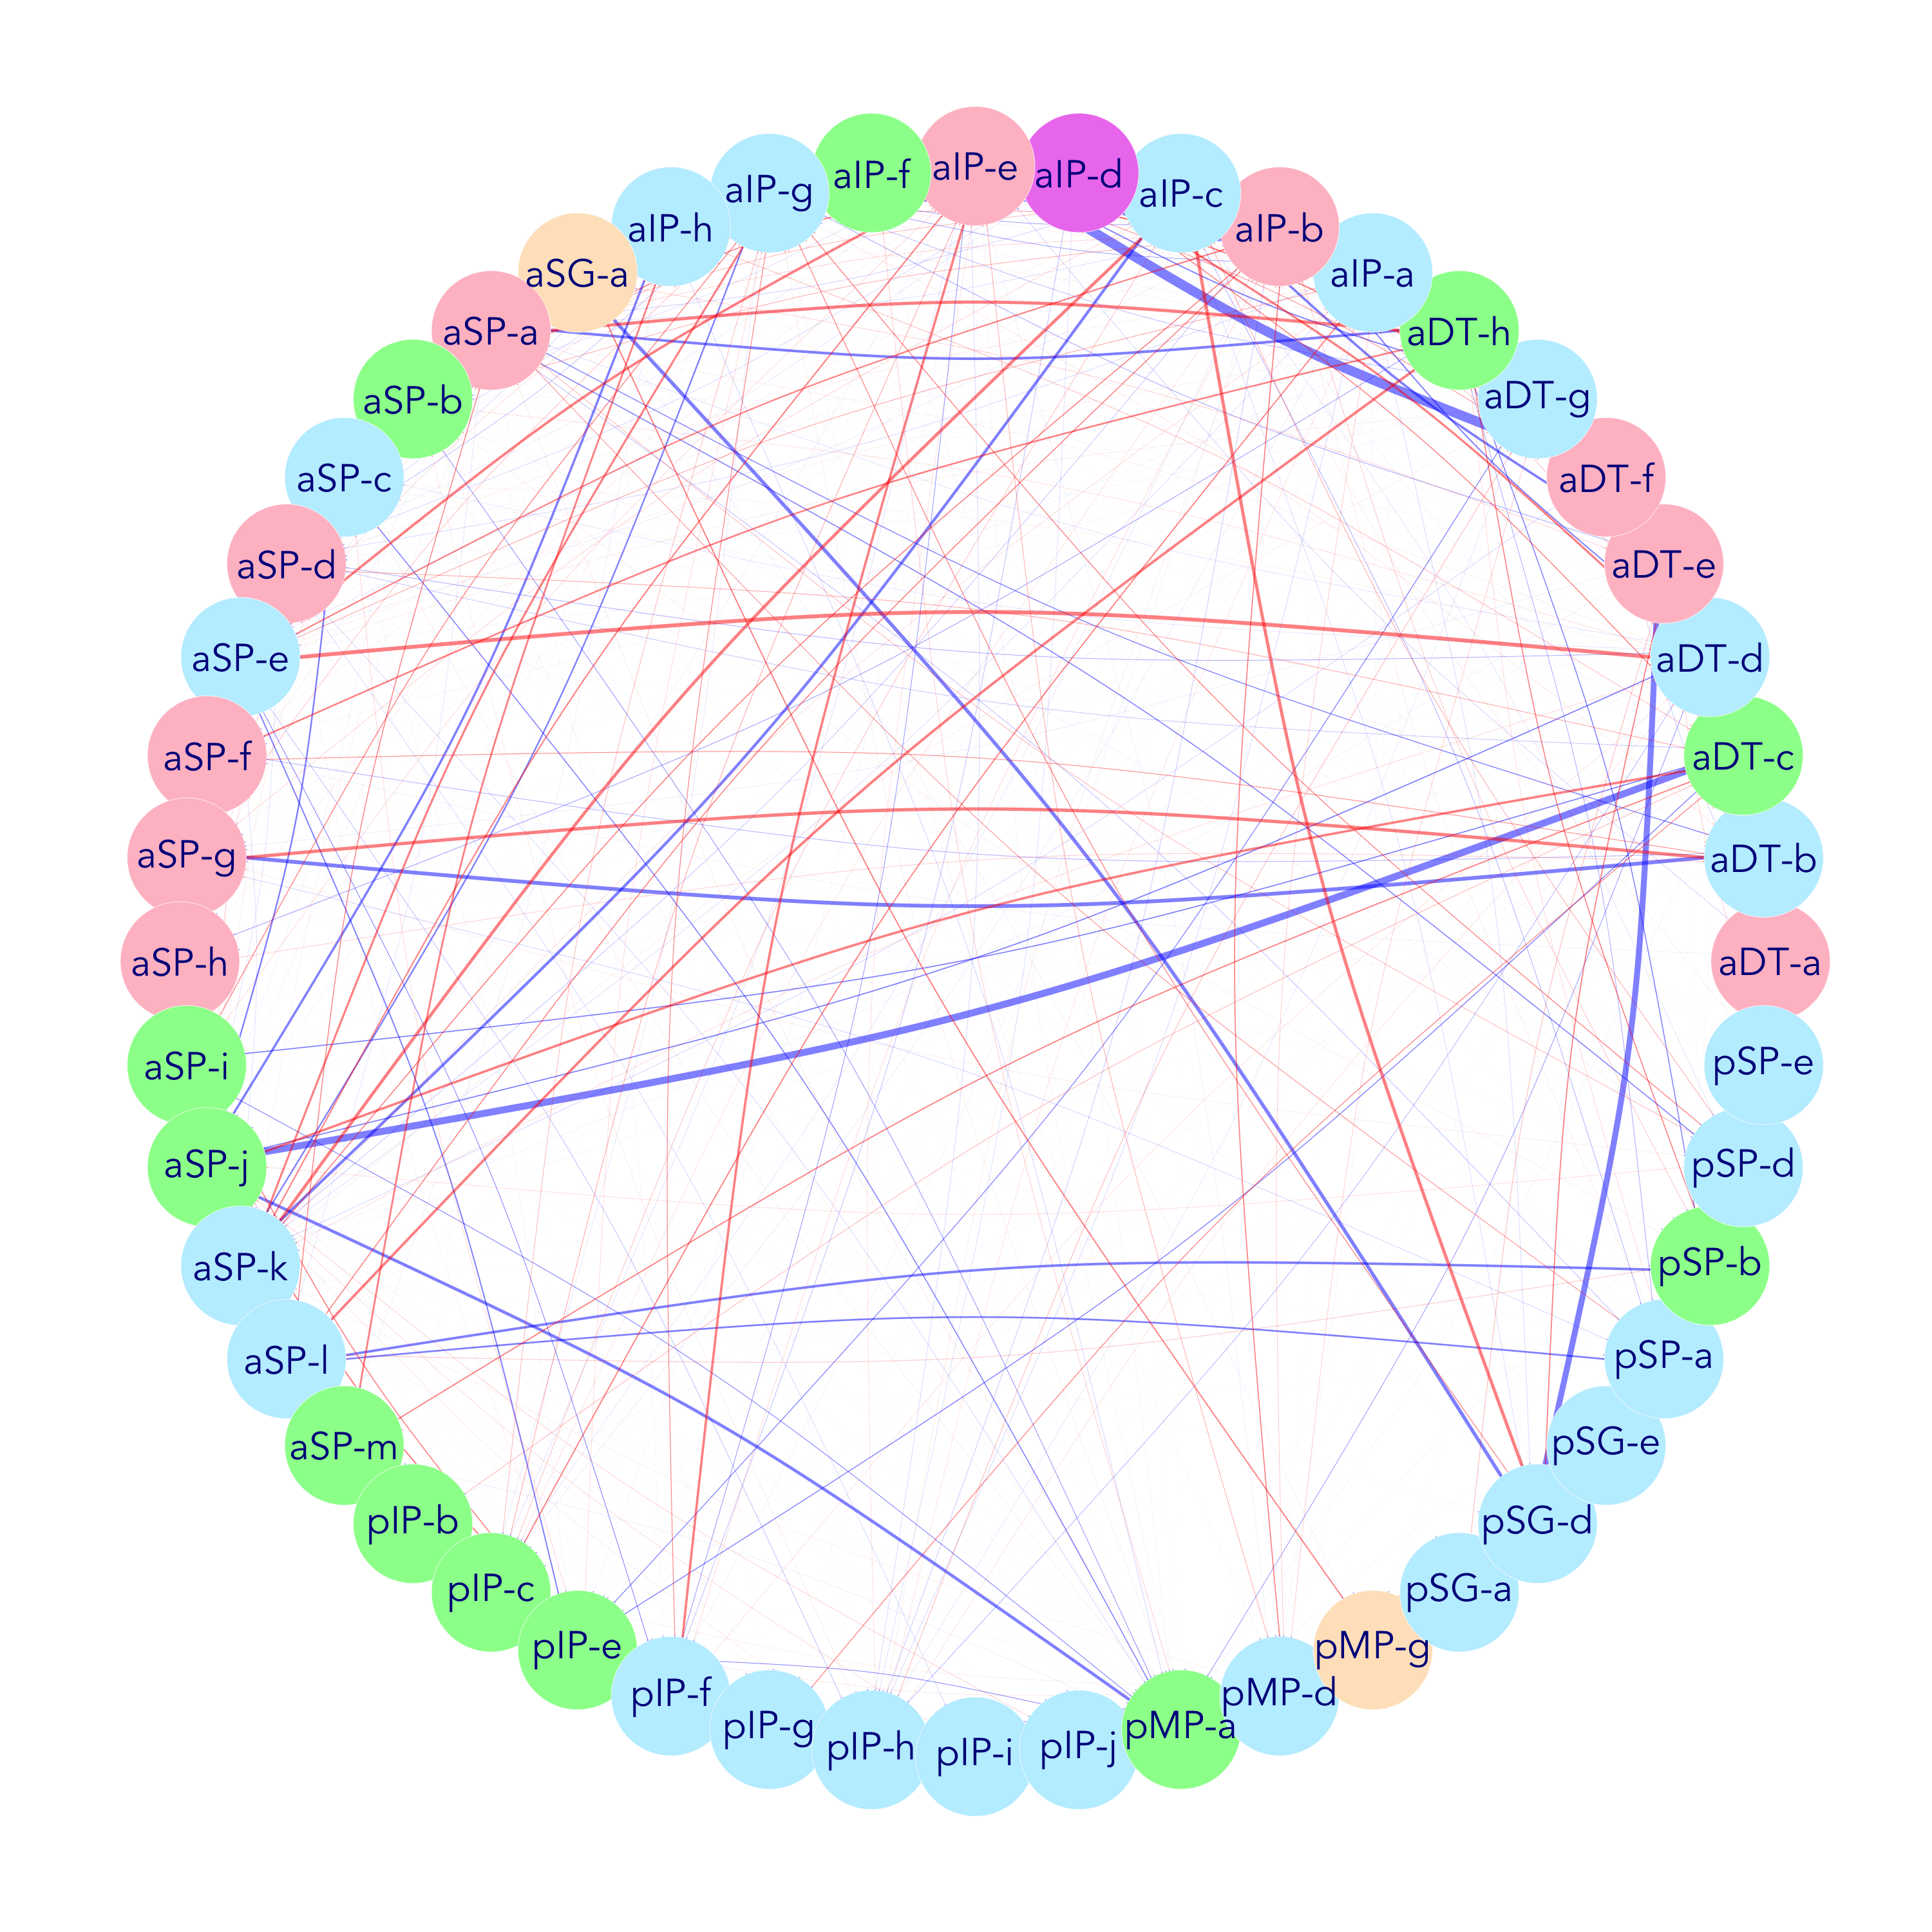 aIP-e
aIP-d
aIP-c
aIP-b
aIP-a
aDT-h
aDT-g
aDT-f
aDT-e
aDT-d
aDT-c
aDT-b
aDT-a
pSP-e
pSP-d
pSP-b
pSP-a
pSG-e
pSG-d
pSG-a
pMP-g
pMP-d
pMP-a
pIP-j
pIP-i
pIP-h
pIP-g
pIP-f
pIP-e
pIP-c
pIP-b
aSP-m
aSP-l
aSP-k
aSP-j
aSP-i
aSP-h
aSP-g
aSP-f
aSP-e
aSP-d
aSP-c
aSP-b
aSP-a
aSG-a
aIP-h
aIP-g
aIP-f